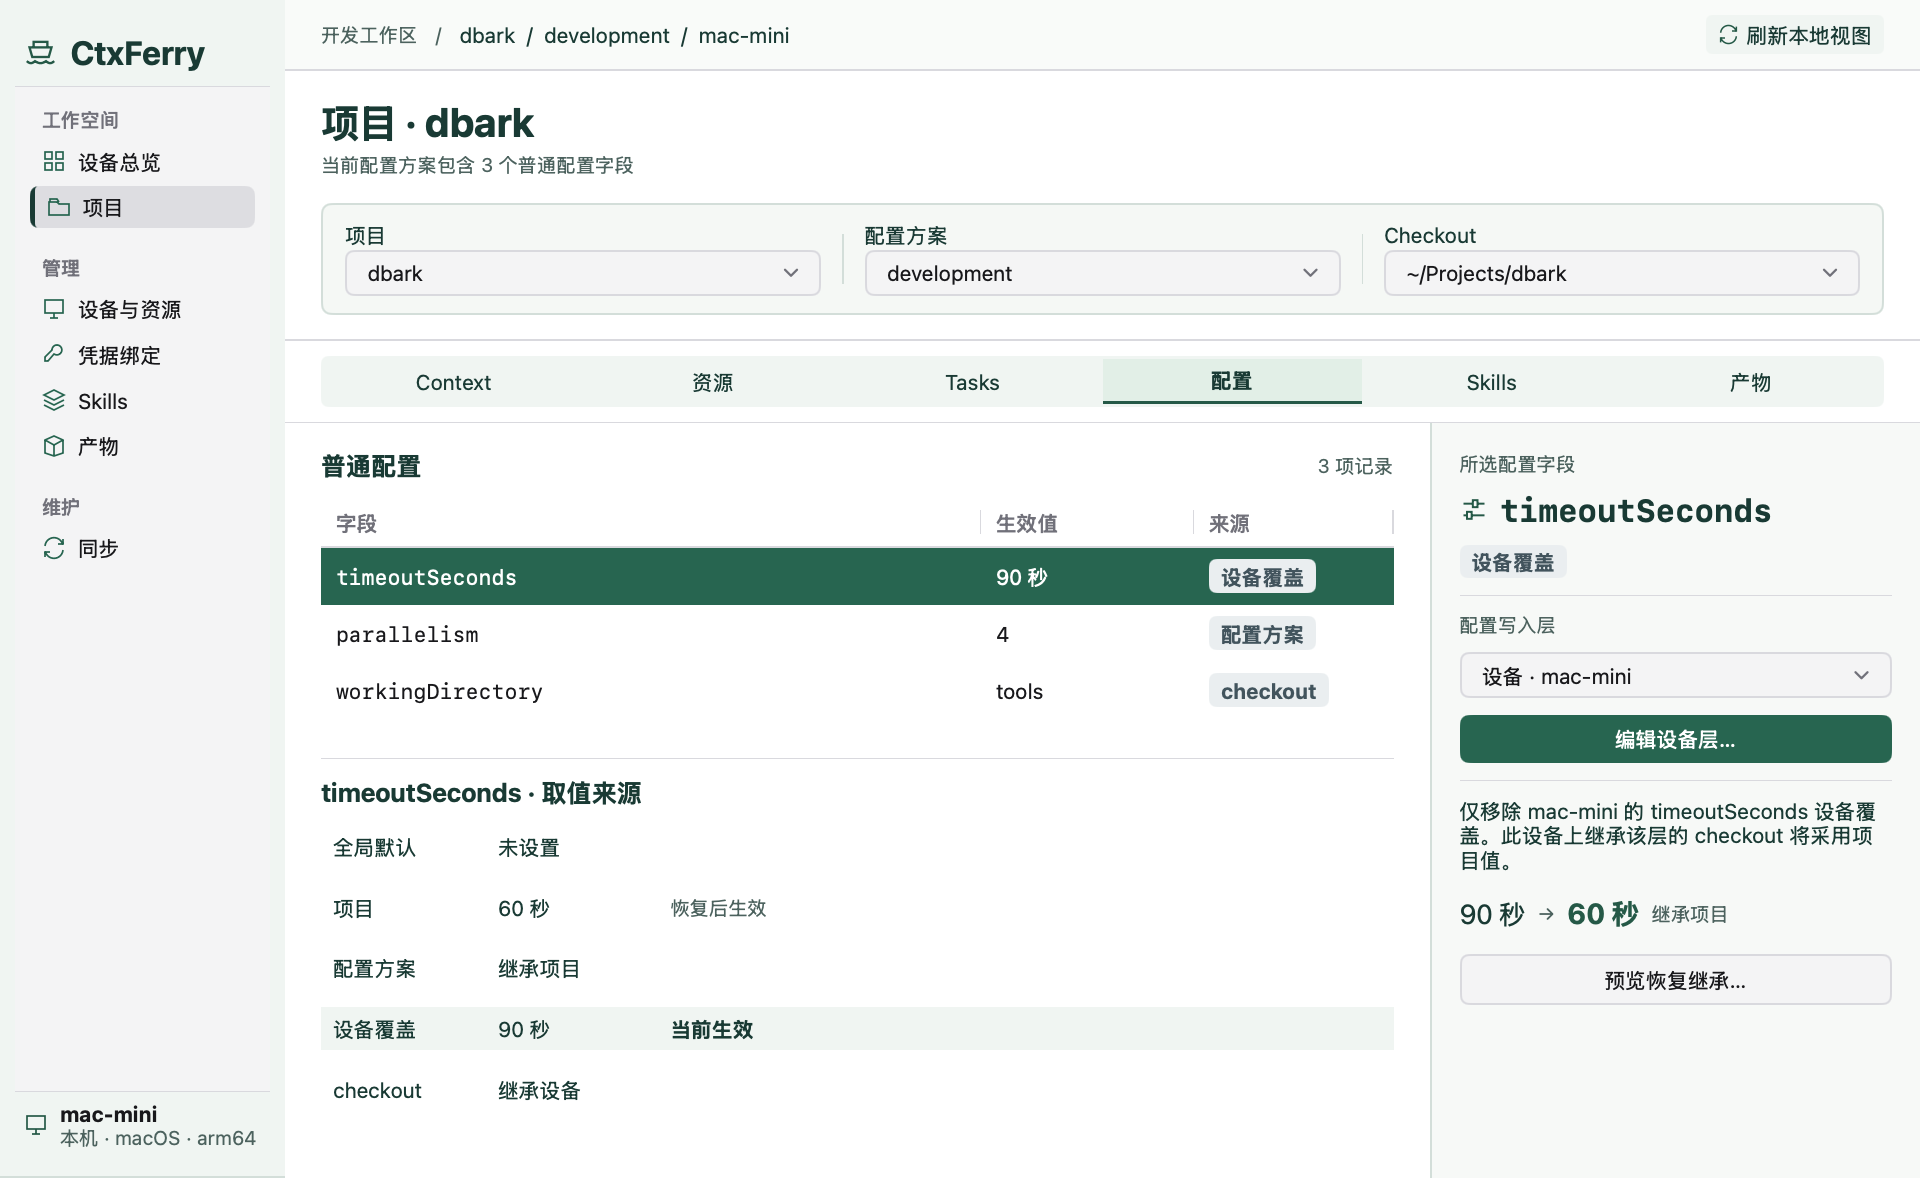 CtxFerry
工作空间
设备总览
项目
管理
设备与资源
凭据绑定
Skills
产物
维护
同步
mac-mini
本机 · macOS · arm64
开发工作区 / dbark / development / mac-mini
刷新本地视图
项目 · dbark
当前配置方案包含 3 个普通配置字段
项目
dbark
配置方案
development
Checkout
~/Projects/dbark
Context 资源 Tasks 配置 Skills 产物
普通配置
3 项记录
字段 生效值 来源
timeoutSeconds 90 秒 设备覆盖
parallelism 4 配置方案
workingDirectory tools checkout
timeoutSeconds · 取值来源
全局默认 未设置
项目 60 秒 恢复后生效
配置方案 继承项目
设备覆盖 90 秒 当前生效
checkout 继承设备
所选配置字段
timeoutSeconds
设备覆盖
配置写入层
设备 · mac-mini
编辑设备层...
仅移除 mac-mini 的 timeoutSeconds 设备覆
盖。此设备上继承该层的 checkout 将采用项
目值。
90 秒 → 60 秒 继承项目
预览恢复继承...